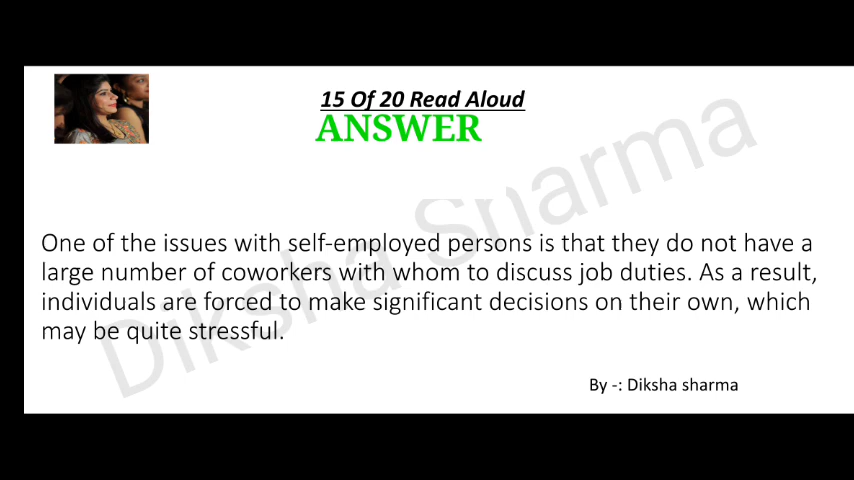 15 Of 20 Read Aloud
ANSWER
One of the issues with self-employed persons is that they do not have a
large number of coworkers with whom to discuss job duties. As a result,
individuals are forced to make significant decisions on their own, which
may be quite stressful.
By -: Diksha sharma
Diksha Sharma